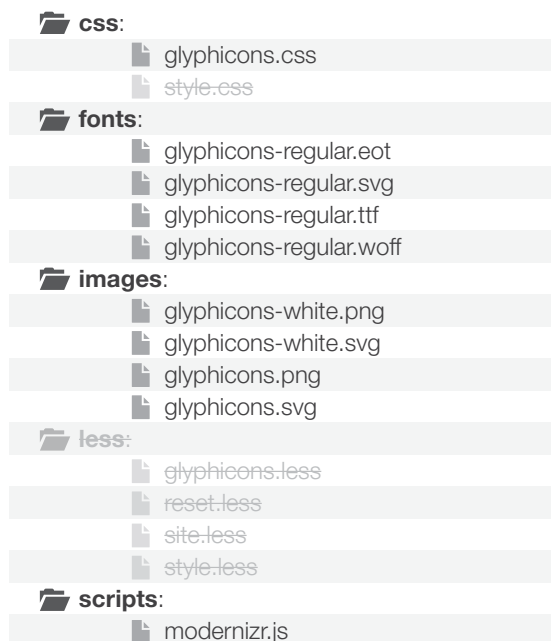 css:
glyphicons.css
style.css
fonts:
glyphicons-regular.eot
glyphicons-regular.svg
glyphicons-regular.ttf
glyphicons-regular.woff
images:
glyphicons-white.png
glyphicons-white.svg
glyphicons.png
glyphicons.svg
less:
glyphicons.less
reset.less
site.less
style.less
scripts:
modernizr.js